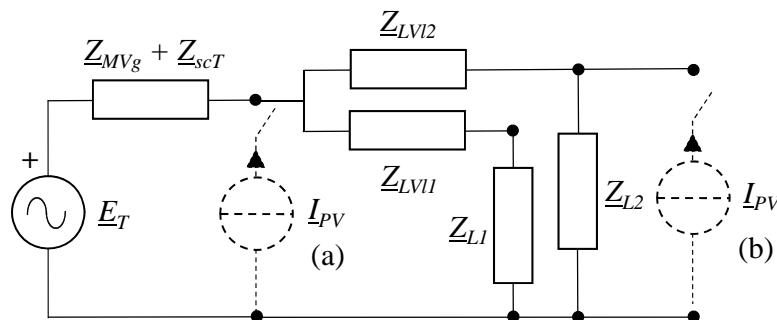 Z_LVl2
Z_MVg + Z_scT
Z_LVl1
+
E_T
I_PV
(a)
Z_L1
Z_L2
I_PV
(b)